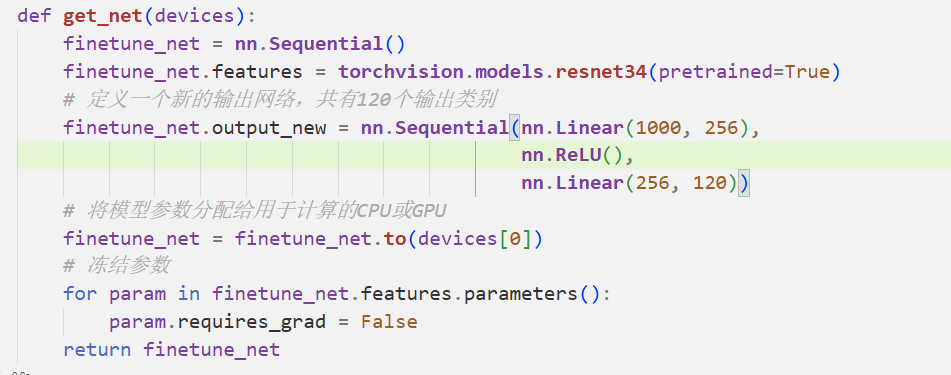 def get_net(devices):
    finetune_net = nn.Sequential()
    finetune_net.features = torchvision.models.resnet34(pretrained=True)
    # 定义一个新的输出网络，共有120个输出类别
    finetune_net.output_new = nn.Sequential(nn.Linear(1000, 256),
                                            nn.ReLU(),
                                            nn.Linear(256, 120))
    # 将模型参数分配给用于计算的CPU或GPU
    finetune_net = finetune_net.to(devices[0])
    # 冻结参数
    for param in finetune_net.features.parameters():
        param.requires_grad = False
    return finetune_net